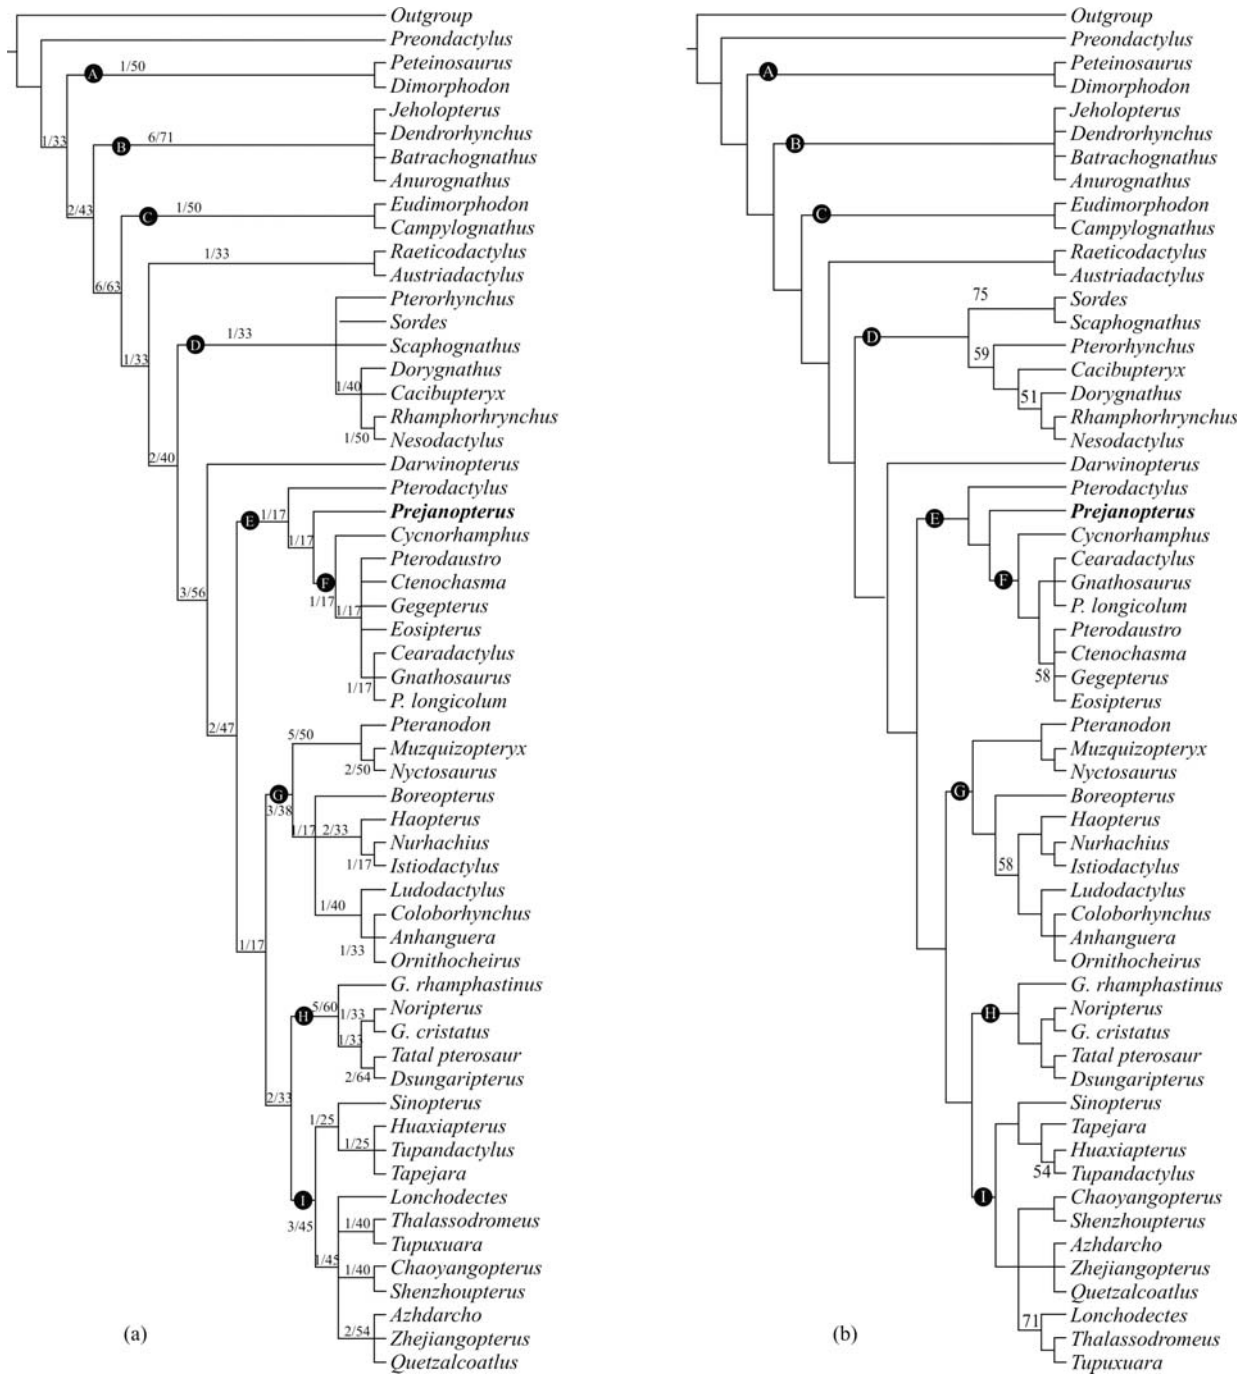 Outgroup
Preondactylus
A 1/50
Peteinosaurus
Dimorphodon
1/33
Jeholopterus
Dendrorhynchus
B 6/71
Batrachognathus
Anurognathus
2/43
Eudimorphodon
C 1/50
Campylognathus
Raeticodactylus
1/33
Austriadactylus
6/63
Pterorhynchus
Sordes
D 1/33
Scaphognathus
1/33
Dorygnathus
1/40
Cacibupteryx
Rhamphorhrynchus
1/50
Nesodactylus
2/40
Darwinopterus
Pterodactylus
E 1/17
Prejanopterus
1/17
Cycnorhamphus
Pterodaustro
F
Ctenochasma
3/56
1/17
1/17
Gegepterus
Eosipterus
Cearadactylus
Gnathosaurus
1/17
P. longicolum
2/47
Pteranodon
5/50
Muzquizopteryx
2/50
Nyctosaurus
G
Boreopterus
3/38
Haopterus
1/17
2/33
Nurhachius
1/17
Istiodactylus
Ludodactylus
1/40
Coloborhynchus
Anhanguera
1/17
1/33
Ornithocheirus
G. rhamphastinus
H 5/60
Noripterus
1/33
G. cristatus
1/33
Tatal pterosaur
2/64
Dsungaripterus
2/33
Sinopterus
1/25
Huaxiapterus
1/25
Tupandactylus
Tapejara
I
Lonchodectes
3/45
Thalassodromeus
1/40
Tupuxuara
1/45
Chaoyangopterus
1/40
Shenzhoupterus
Azhdarcho
2/54
Zhejiangopterus
Quetzalcoatlus
(a)
Outgroup
Preondactylus
Peteinosaurus
A
Dimorphodon
Jeholopterus
Dendrorhynchus
B
Batrachognathus
Anurognathus
Eudimorphodon
C
Campylognathus
Raeticodactylus
Austriadactylus
75
Sordes
Scaphognathus
D
Pterorhynchus
59
Cacibupteryx
51
Dorygnathus
Rhamphorhrynchus
Nesodactylus
Darwinopterus
Pterodactylus
E
Prejanopterus
Cycnorhamphus
Cearadactylus
F
Gnathosaurus
P. longicolum
Pterodaustro
Ctenochasma
58
Gegepterus
Eosipterus
Pteranodon
Muzquizopteryx
Nyctosaurus
G
Boreopterus
Haopterus
Nurhachius
58
Istiodactylus
Ludodactylus
Coloborhynchus
Anhanguera
Ornithocheirus
G. rhamphastinus
H
Noripterus
G. cristatus
Tatal pterosaur
Dsungaripterus
Sinopterus
Tapejara
Huaxiapterus
54
Tupandactylus
I
Chaoyangopterus
Shenzhoupterus
Azhdarcho
Zhejiangopterus
Quetzalcoatlus
71
Lonchodectes
Thalassodromeus
Tupuxuara
(b)